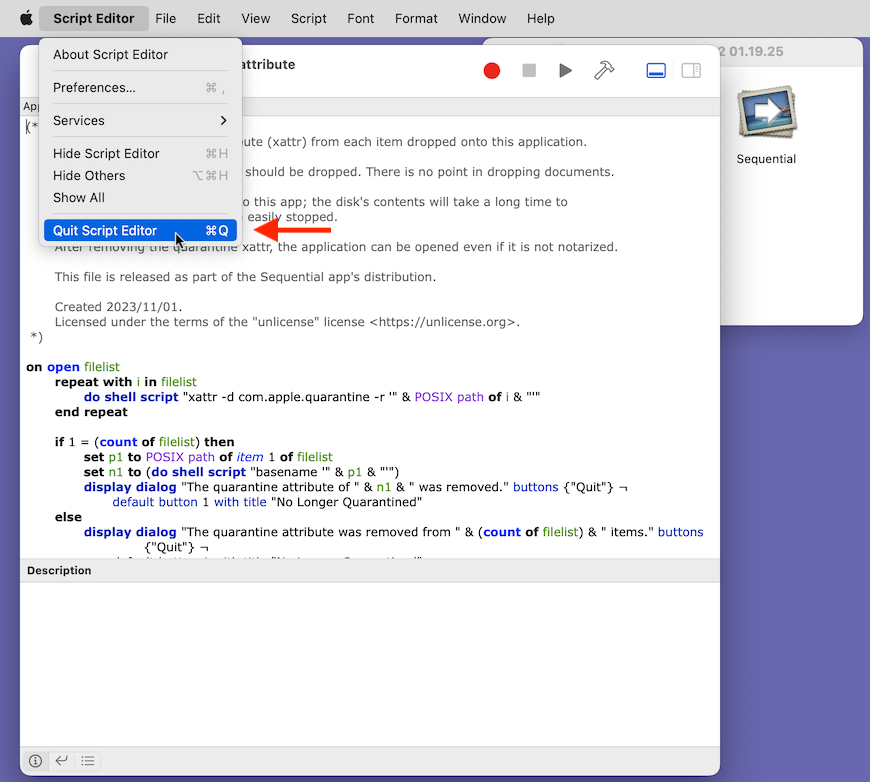 Script Editor File Edit View Script Font Format Window Help
attribute
2 01.19.25
About Script Editor
Preferences... ⌘ ,
Services
Hide Script Editor ⌘H
Hide Others ⌥⌘H
Show All
Quit Script Editor ⌘Q
Sequential
App
(*
ute (xattr) from each item dropped onto this application.
should be dropped. There is no point in dropping documents.
o this app; the disk's contents will take a long time to
easily stopped.
After removing the quarantine xattr, the application can be opened even if it is not notarized.
This file is released as part of the Sequential app's distribution.
Created 2023/11/01.
Licensed under the terms of the "unlicense" license <https://unlicense.org>.
*)
on open filelist
repeat with i in filelist
do shell script "xattr -d com.apple.quarantine -r '" & POSIX path of i & "'"
end repeat
if 1 = (count of filelist) then
set p1 to POSIX path of item 1 of filelist
set n1 to (do shell script "basename '" & p1 & "'")
display dialog "The quarantine attribute of " & n1 & " was removed." buttons {"Quit"} ¬
default button 1 with title "No Longer Quarantined"
else
display dialog "The quarantine attribute was removed from " & (count of filelist) & " items." buttons
{"Quit"} ¬
Description